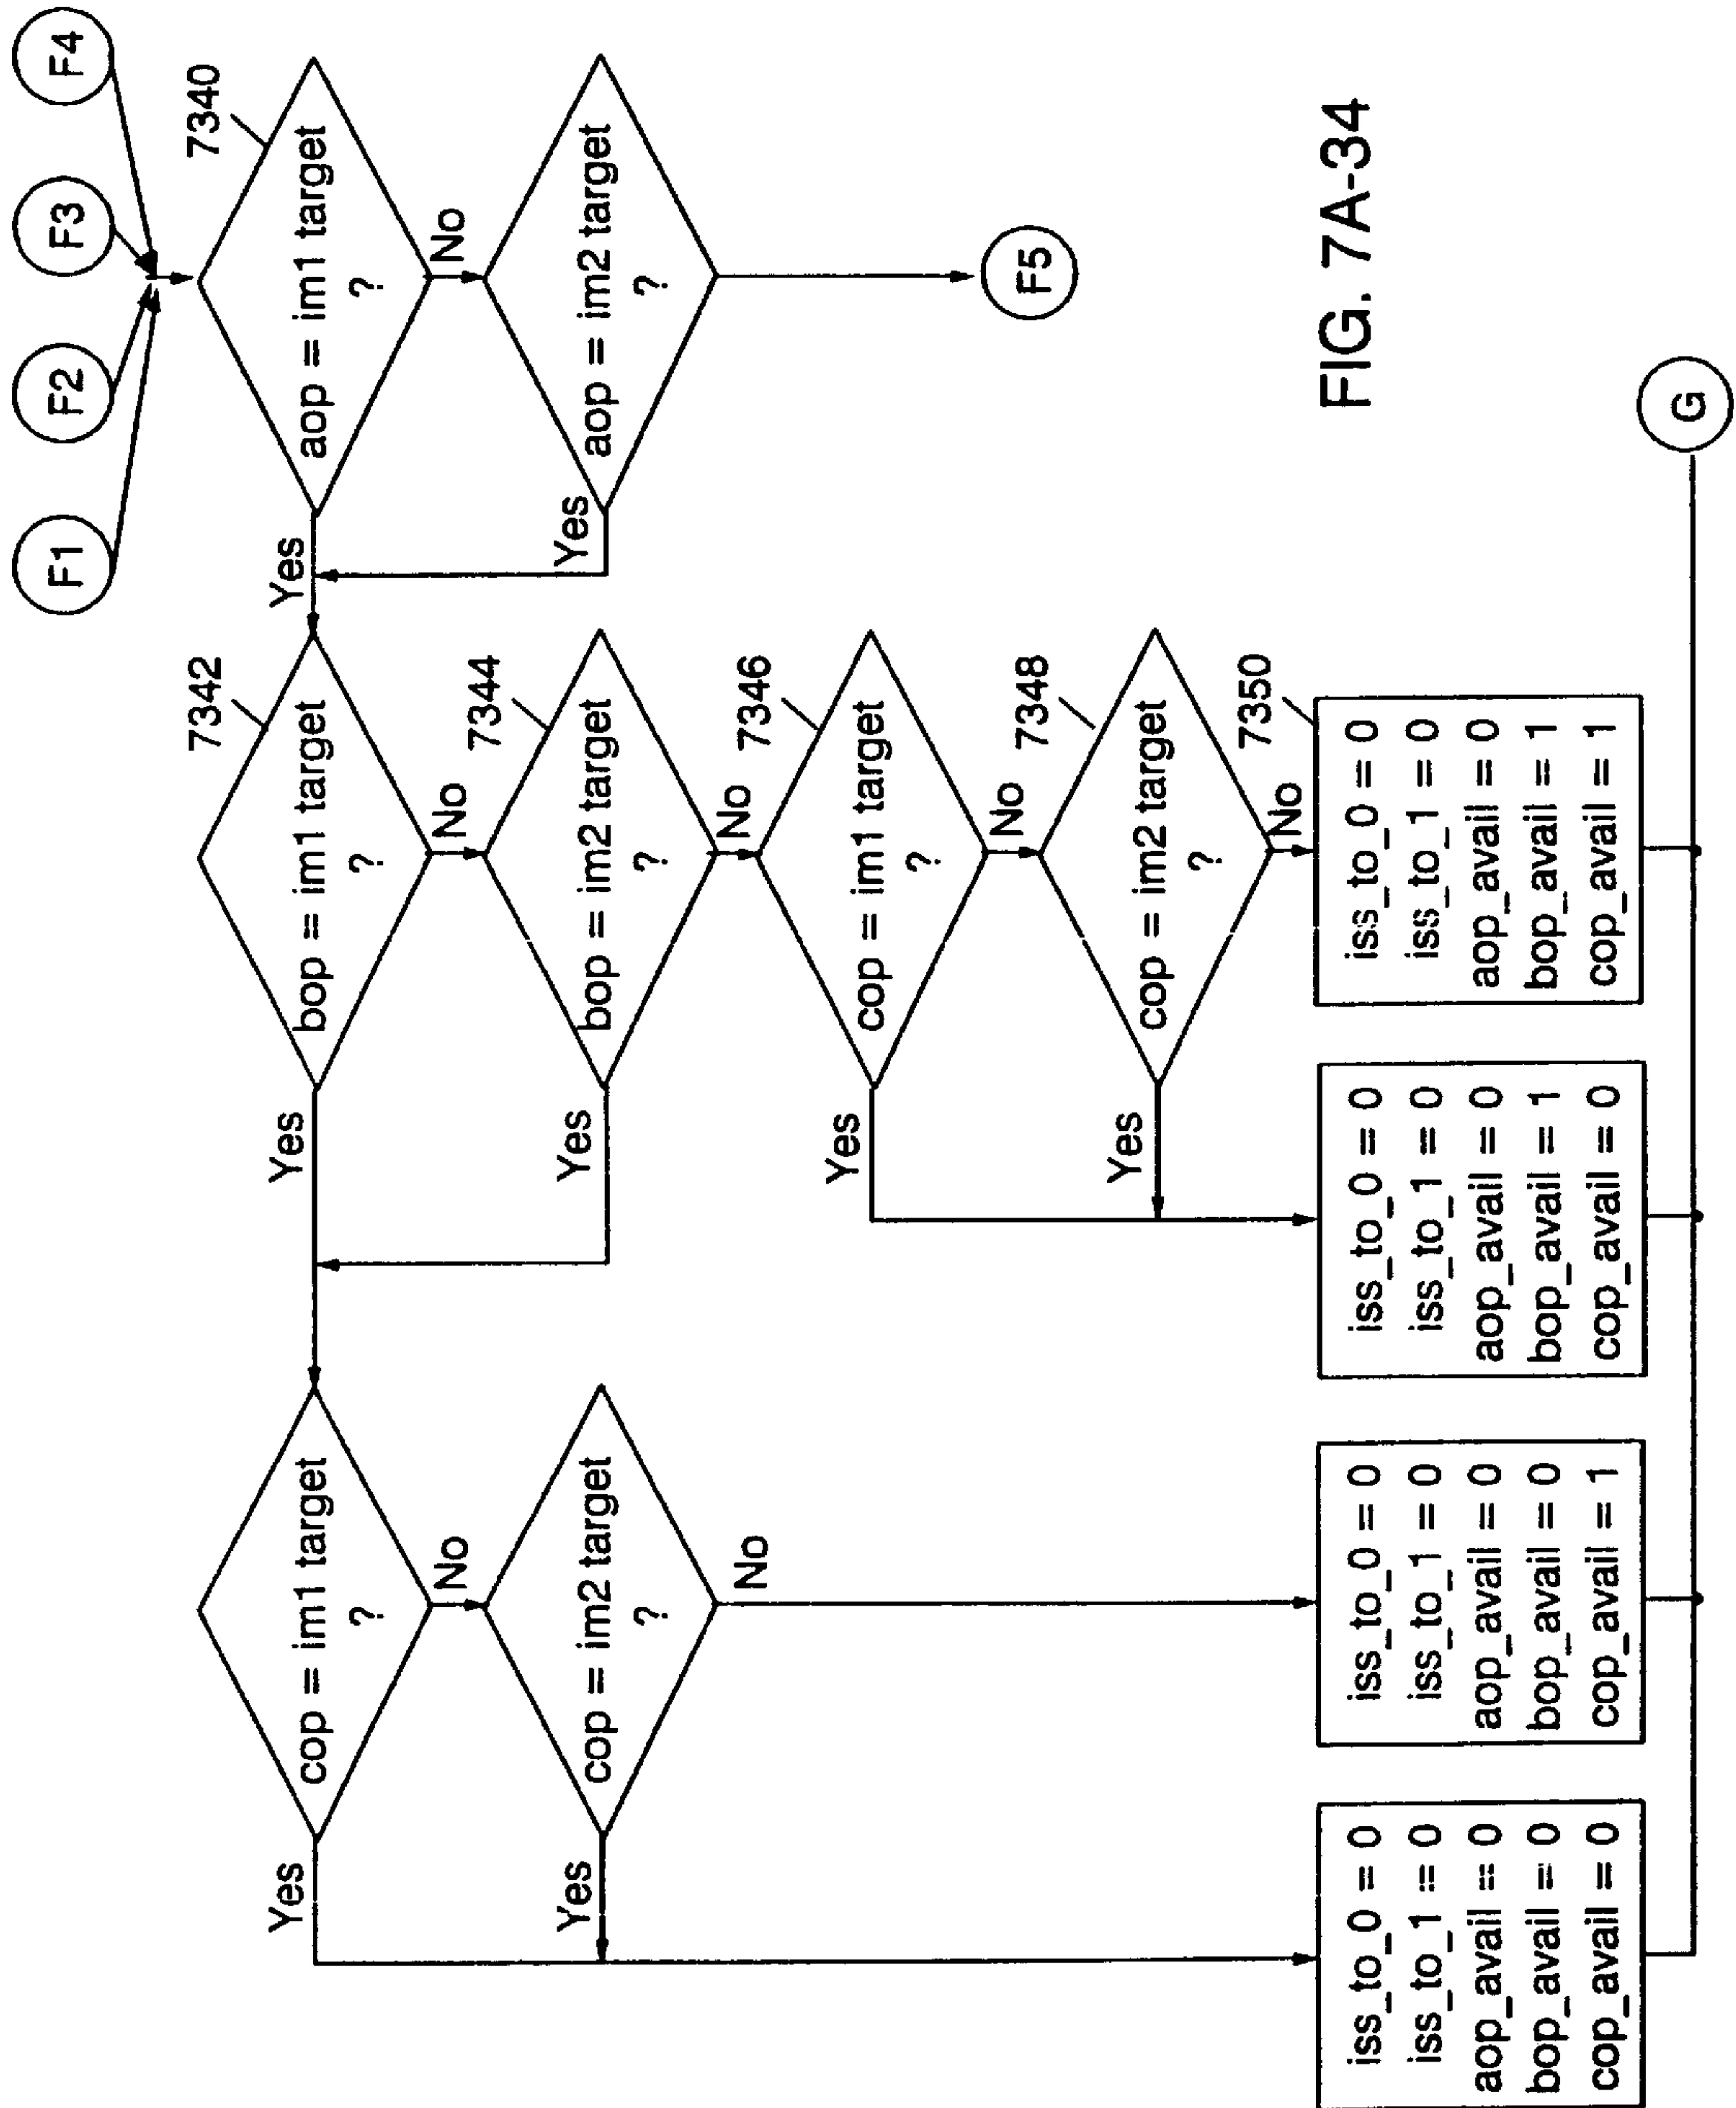 F1
F2
F3
F4
7340
aop = im1 target
?
Yes
No
aop = im2 target
?
Yes
F5
7342
bop = im1 target
?
Yes
No
7344
bop = im2 target
?
Yes
No
7346
cop = im1 target
?
Yes
No
7348
cop = im2 target
?
Yes
No
7350
cop = im1 target
?
Yes
No
cop = im2 target
?
Yes
No
iss_to_0 = 0
iss_to_1 = 0
aop_avail = 0
bop_avail = 0
cop_avail = 0
iss_to_0 = 0
iss_to_1 = 0
aop_avail = 0
bop_avail = 0
cop_avail = 1
iss_to_0 = 0
iss_to_1 = 0
aop_avail = 0
bop_avail = 1
cop_avail = 0
iss_to_0 = 0
iss_to_1 = 0
aop_avail = 0
bop_avail = 1
cop_avail = 1
G
FIG. 7A-34